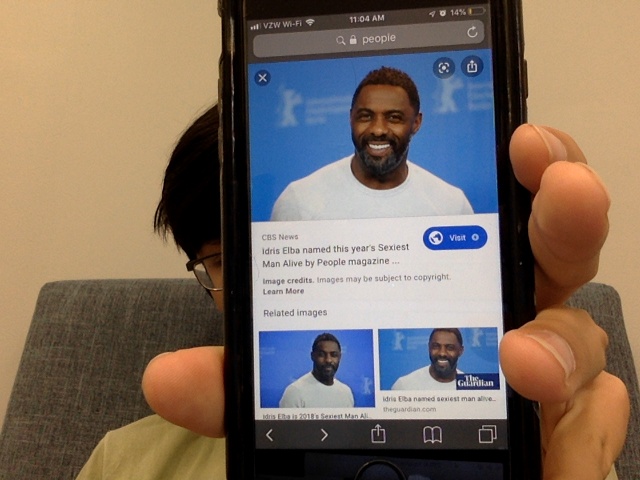 VZW Wi-Fi 11:04 AM 14%
people
CBS News
Idris Elba named this year's Sexiest
Man Alive by People magazine ...
Visit
Image credits. Images may be subject to copyright.
Learn More
Related images
The
Guardian
Idris Elba is 2018's Sexiest Man Ali...
Idris Elba named sexiest man alive...
theguardian.com